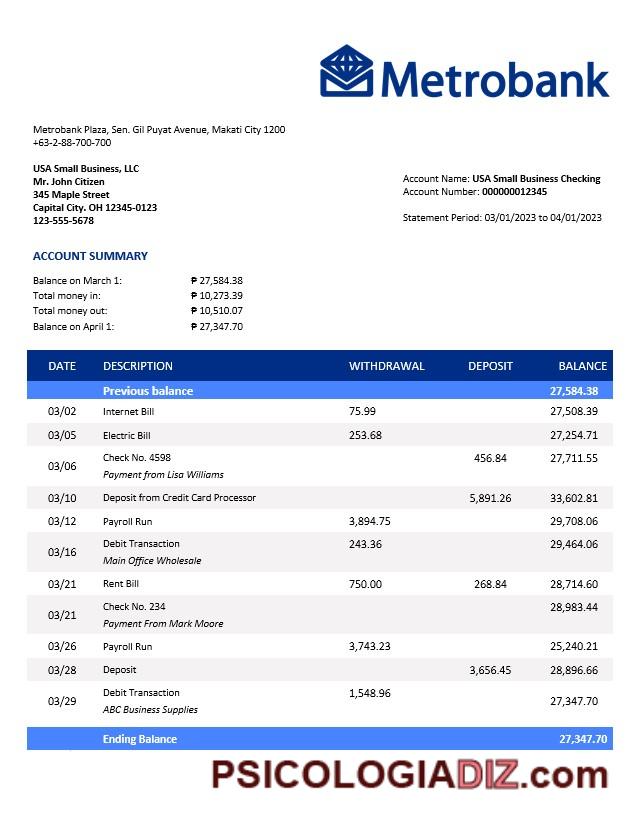 Metrobank
Metrobank Plaza, Sen. Gil Puyat Avenue, Makati City 1200
+63-2-88-700-700
USA Small Business, LLC
Mr. John Citizen
345 Maple Street
Capital City. OH 12345-0123
123-555-5678
Account Name: USA Small Business Checking
Account Number: 000000012345
Statement Period: 03/01/2023 to 04/01/2023
ACCOUNT SUMMARY
Balance on March 1: ₱ 27,584.38
Total money in: ₱ 10,273.39
Total money out: ₱ 10,510.07
Balance on April 1: ₱ 27,347.70
DATE DESCRIPTION WITHDRAWAL DEPOSIT BALANCE
Previous balance 27,584.38
03/02 Internet Bill 75.99 27,508.39
03/05 Electric Bill 253.68 27,254.71
03/06 Check No. 4598 456.84 27,711.55
Payment from Lisa Williams
03/10 Deposit from Credit Card Processor 5,891.26 33,602.81
03/12 Payroll Run 3,894.75 29,708.06
03/16 Debit Transaction 243.36 29,464.06
Main Office Wholesale
03/21 Rent Bill 750.00 268.84 28,714.60
03/21 Check No. 234 28,983.44
Payment From Mark Moore
03/26 Payroll Run 3,743.23 25,240.21
03/28 Deposit 3,656.45 28,896.66
03/29 Debit Transaction 1,548.96 27,347.70
ABC Business Supplies
Ending Balance 27,347.70
PSICOLOGIADIZ.com